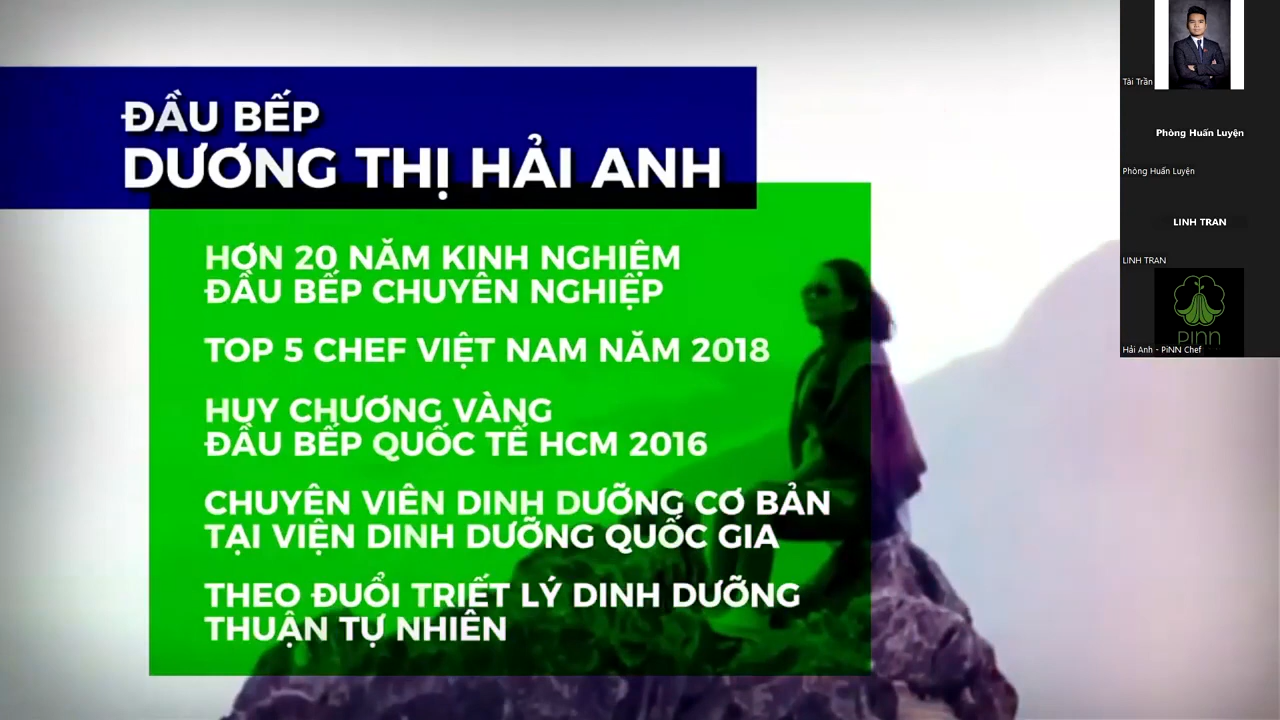 ĐẦU BẾP
DƯƠNG THỊ HẢI ANH
HƠN 20 NĂM KINH NGHIỆM
ĐẦU BẾP CHUYÊN NGHIỆP
TOP 5 CHEF VIỆT NAM NĂM 2018
HUY CHƯƠNG VÀNG
ĐẦU BẾP QUỐC TẾ HCM 2016
CHUYÊN VIÊN DINH DƯỠNG CƠ BẢN
TẠI VIỆN DINH DƯỠNG QUỐC GIA
THEO ĐUỔI TRIẾT LÝ DINH DƯỠNG
THUẬN TỰ NHIÊN
Tài Trần
Phòng Huấn Luyện
Phòng Huấn Luyện
LINH TRAN
LINH TRAN
PINN
Hải Anh - PiNN Chef